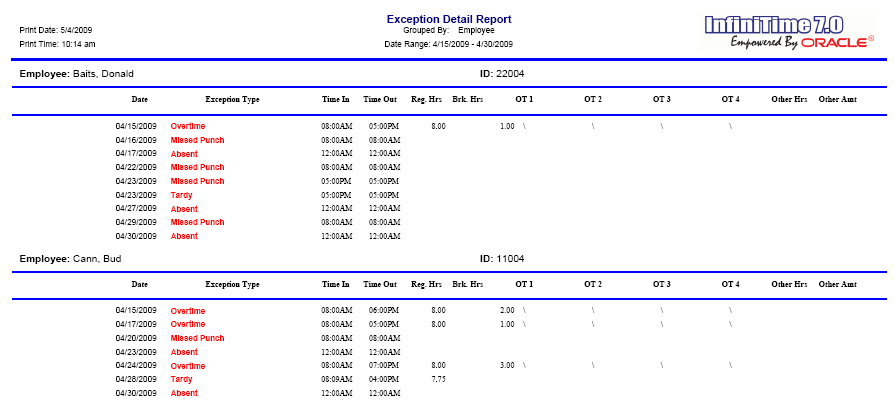 Exception Detail Report
InfiniTime 7.0
Print Date: 5/4/2009 Grouped By: Employee
Empowered By ORACLE®
Print Time: 10:14 am Date Range: 4/15/2009 - 4/30/2009
Employee: Baits, Donald ID: 22004
Date Exception Type Time In Time Out Reg. Hrs Brk. Hrs OT 1 OT 2 OT 3 OT 4 Other Hrs Other Amt
04/15/2009 Overtime 08:00AM 05:00PM 8.00 1.00 \ \ \ \
04/16/2009 Missed Punch 08:00AM 08:00AM
04/17/2009 Absent 12:00AM 12:00AM
04/22/2009 Missed Punch 08:00AM 08:00AM
04/23/2009 Missed Punch 05:00PM 05:00PM
04/23/2009 Tardy 05:00PM 05:00PM
04/27/2009 Absent 12:00AM 12:00AM
04/29/2009 Missed Punch 08:00AM 08:00AM
04/30/2009 Absent 12:00AM 12:00AM
Employee: Cann, Bud ID: 11004
Date Exception Type Time In Time Out Reg. Hrs Brk. Hrs OT 1 OT 2 OT 3 OT 4 Other Hrs Other Amt
04/15/2009 Overtime 08:00AM 06:00PM 8.00 2.00 \ \ \ \
04/17/2009 Overtime 08:00AM 05:00PM 8.00 1.00 \ \ \ \
04/20/2009 Missed Punch 08:00AM 08:00AM
04/23/2009 Absent 12:00AM 12:00AM
04/24/2009 Overtime 08:00AM 07:00PM 8.00 3.00 \ \ \ \
04/28/2009 Tardy 08:09AM 04:00PM 7.75
04/30/2009 Absent 12:00AM 12:00AM